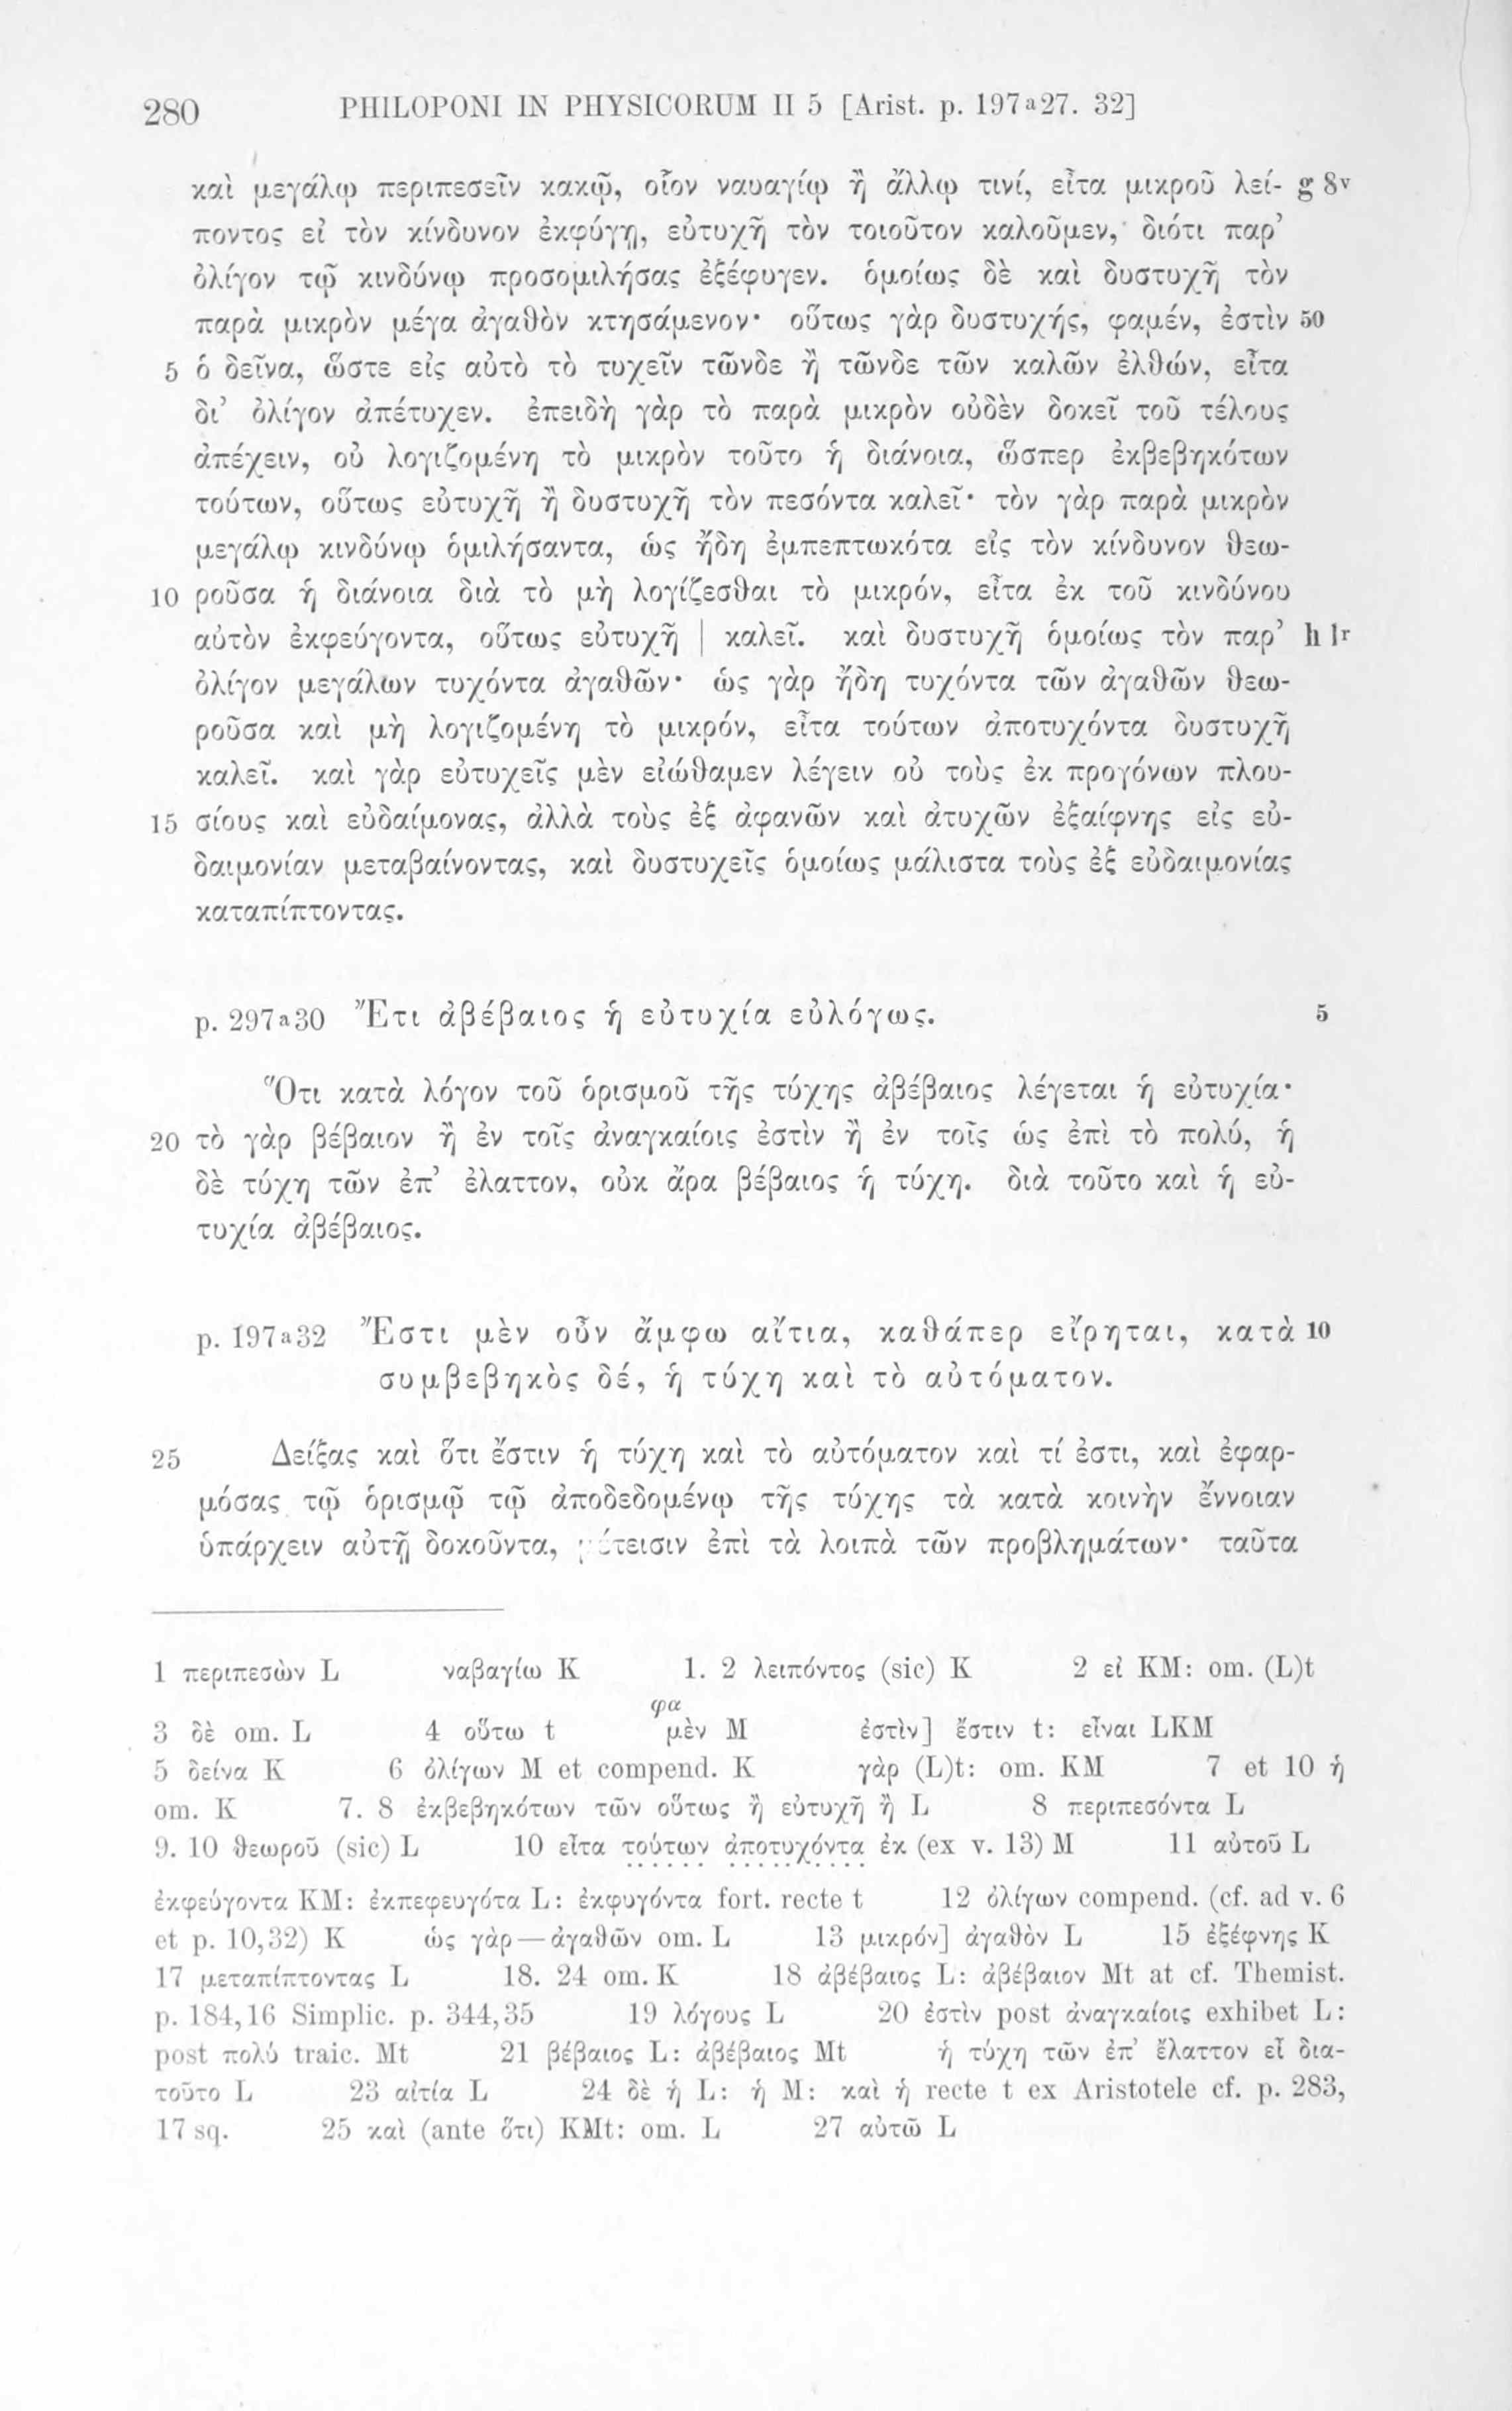 280 PHILOPONI IN PHYSICORUM II 5 [Arist. p. 197a27. 32]
καὶ μεγάλῳ περιπεσεῖν κακῷ, οἷον ναυαγίῳ ἢ ἄλλῳ τινί, εἶτα μικροῦ λεί- g 8v
ποντος εἰ τὸν κίνδυνον ἐκφύγῃ, εὐτυχῆ τὸν τοιοῦτον καλοῦμεν, διότι παρ’
ὀλίγον τῷ κινδύνῳ προσομιλήσας ἐξέφυγεν. ὁμοίως δὲ καὶ δυστυχῆ τὸν
παρὰ μικρὸν μέγα ἀγαθὸν κτησάμενον· οὕτως γὰρ δυστυχής, φαμέν, ἐστὶν 50
5 ὁ δεῖνα, ὥστε εἰς αὐτὸ τὸ τυχεῖν τῶνδε ἢ τῶνδε τῶν καλῶν ἐλθών, εἶτα
δι’ ὀλίγον ἀπέτυχεν. ἐπειδὴ γὰρ τὸ παρὰ μικρὸν οὐδὲν δοκεῖ τοῦ τέλους
ἀπέχειν, οὐ λογιζομένη τὸ μικρὸν τοῦτο ἡ διάνοια, ὥσπερ ἐκβεβηκότων
τούτων, οὕτως εὐτυχῆ ἢ δυστυχῆ τὸν πεσόντα καλεῖ· τὸν γὰρ παρὰ μικρὸν
μεγάλῳ κινδύνῳ ὁμιλήσαντα, ὡς ἤδη ἐμπεπτωκότα εἰς τὸν κίνδυνον θεω-
10 ροῦσα ἡ διάνοια διὰ τὸ μὴ λογίζεσθαι τὸ μικρόν, εἶτα ἐκ τοῦ κινδύνου
αὐτὸν ἐκφεύγοντα, οὕτως εὐτυχῆ | καλεῖ. καὶ δυστυχῆ ὁμοίως τὸν παρ’ h 1r
ὀλίγον μεγάλων τυχόντα ἀγαθῶν· ὡς γὰρ ἤδη τυχόντα τῶν ἀγαθῶν θεω-
ροῦσα καὶ μὴ λογιζομένη τὸ μικρόν, εἶτα τούτων ἀποτυχόντα δυστυχῆ
καλεῖ. καὶ γὰρ εὐτυχεῖς μὲν εἰώθαμεν λέγειν οὐ τοὺς ἐκ προγόνων πλου-
15 σίους καὶ εὐδαίμονας, ἀλλὰ τοὺς ἐξ ἀφανῶν καὶ ἀτυχῶν ἐξαίφνης εἰς εὐ-
δαιμονίαν μεταβαίνοντας, καὶ δυστυχεῖς ὁμοίως μάλιστα τοὺς ἐξ εὐδαιμονίας
καταπίπτοντας.
p. 297a30 Ἔτι ἀβέβαιος ἡ εὐτυχία εὐλόγως. 5
Ὅτι κατὰ λόγον τοῦ ὁρισμοῦ τῆς τύχης ἀβέβαιος λέγεται ἡ εὐτυχία·
20 τὸ γὰρ βέβαιον ἢ ἐν τοῖς ἀναγκαίοις ἐστὶν ἢ ἐν τοῖς ὡς ἐπὶ τὸ πολύ, ἡ
δὲ τύχη τῶν ἐπ’ ἐλαττον, οὐκ ἄρα βέβαιος ἡ τύχη. διὰ τοῦτο καὶ ἡ εὐ-
τυχία ἀβέβαιος.
p. 197a32 Ἔστι μὲν οὖν ἄμφω αἴτια, καθάπερ εἴρηται, κατὰ 10
συμβεβηκὸς δέ, ἡ τύχη καὶ τὸ αὐτόματον.
25 Δείξας καὶ ὅτι ἔστιν ἡ τύχη καὶ τὸ αὐτόματον καὶ τί ἐστι, καὶ ἐφαρ-
μόσας τῷ ὁρισμῷ τῷ ἀποδεδομένῳ τῆς τύχης τὰ κατὰ κοινὴν ἔννοιαν
ὑπάρχειν αὐτῇ δοκοῦντα, μέτεισιν ἐπὶ τὰ λοιπὰ τῶν προβλημάτων· ταῦτα
1 περιπεσὼν L ναβαγίω K 1. 2 λειπόντος (sic) K 2 εἰ KM: om. (L)t
φα
3 δὲ om. L 4 οὕτω t μὲν M ἐστὶν] ἔστιν t: εἶναι LKM
5 δείνα K 6 ὀλίγων M et compend. K γὰρ (L)t: om. KM 7 et 10 ἡ
om. K 7. 8 ἐκβεβηκότων τῶν οὕτως ἢ εὐτυχῆ ἢ L 8 περιπεσόντα L
9. 10 θεωροῦ (sic) L 10 εἶτα τούτων ἀποτυχόντα ἐκ (ex v. 13) M 11 αὐτοῦ L
ἐκφεύγοντα KM: ἐκπεφευγότα L: ἐκφυγόντα fort. recte t 12 ὀλίγων compend. (cf. ad v. 6
et p. 10,32) K ὡς γὰρ—ἀγαθῶν om. L 13 μικρόν] ἀγαθὸν L 15 ἐξέφνης K
17 μεταπίπτοντας L 18. 24 om. K 18 ἀβέβαιος L: ἀβέβαιον Mt at cf. Themist.
p. 184,16 Simplic. p. 344,35 19 λόγους L 20 ἐστὶν post ἀναγκαίοις exhibet L:
post πολύ traic. Mt 21 βέβαιος L: ἀβέβαιος Mt ἡ τύχη τῶν ἐπ’ ἔλαττον εἶ δια-
τοῦτο L 23 αἰτία L 24 δὲ ἡ L: ἡ M: καὶ ἡ recte t ex Aristotele cf. p. 283,
17 sq. 25 καὶ (ante ὅτι) KMt: om. L 27 αὐτῶ L